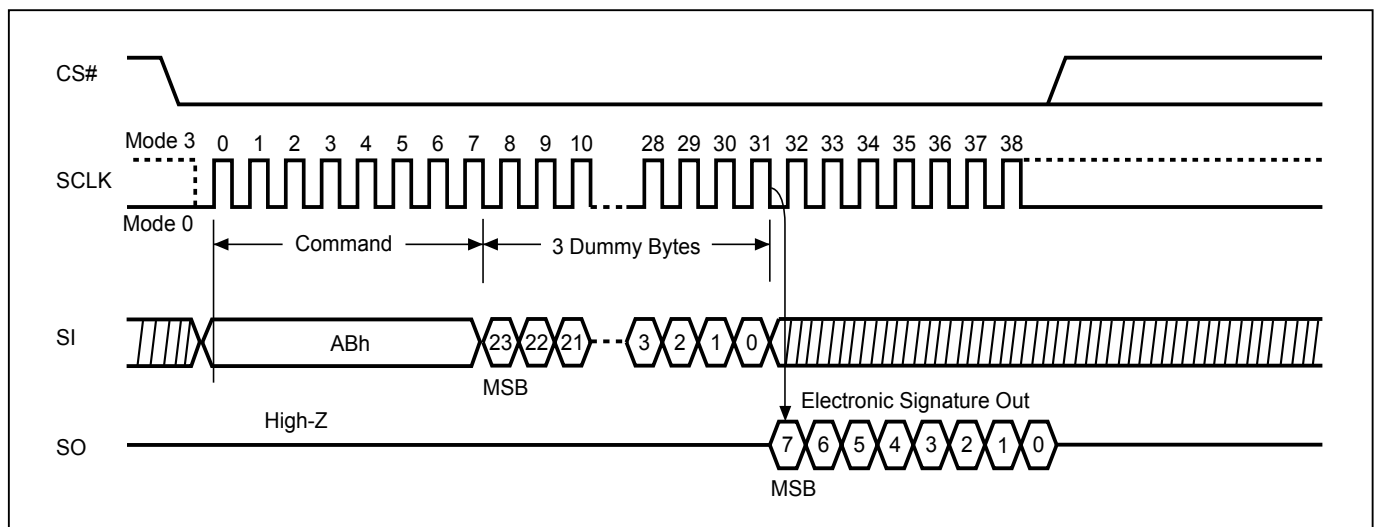 CS#
Mode 3
0 1 2 3 4 5 6 7 8 9 10 28 29 30 31 32 33 34 35 36 37 38
SCLK
Mode 0
Command
3 Dummy Bytes
SI
ABh
23 22 21 3 2 1 0
MSB
Electronic Signature Out
High-Z
SO
7 6 5 4 3 2 1 0
MSB